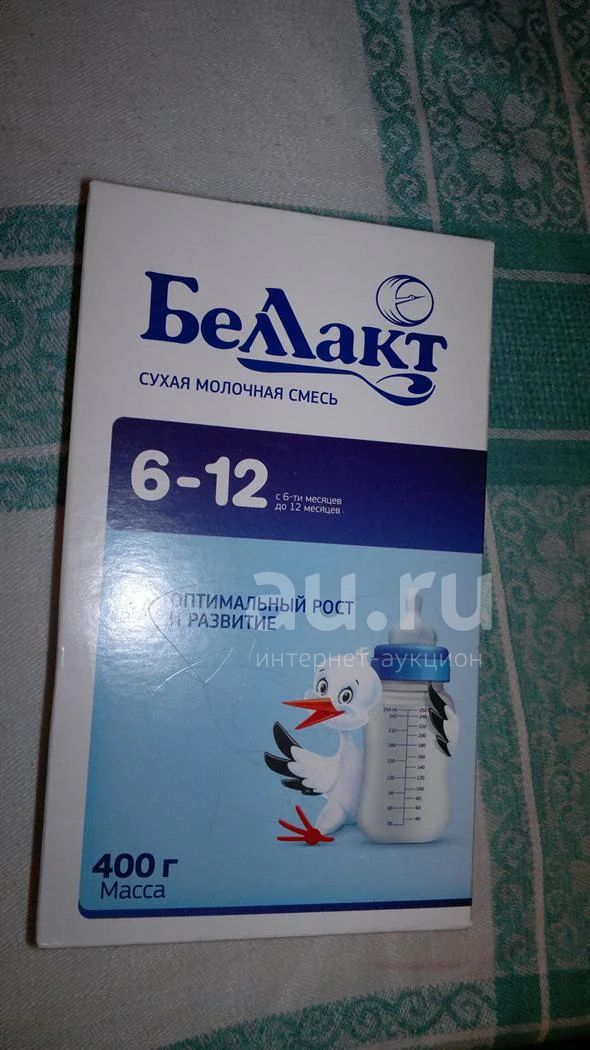 Беллакт
СУХАЯ МОЛОЧНАЯ СМЕСЬ
6-12
с 6-ти месяцев
до 12 месяцев
ОПТИМАЛЬНЫЙ РОСТ
И РАЗВИТИЕ
au.ru
интернет-аукцион
400 г
Масса